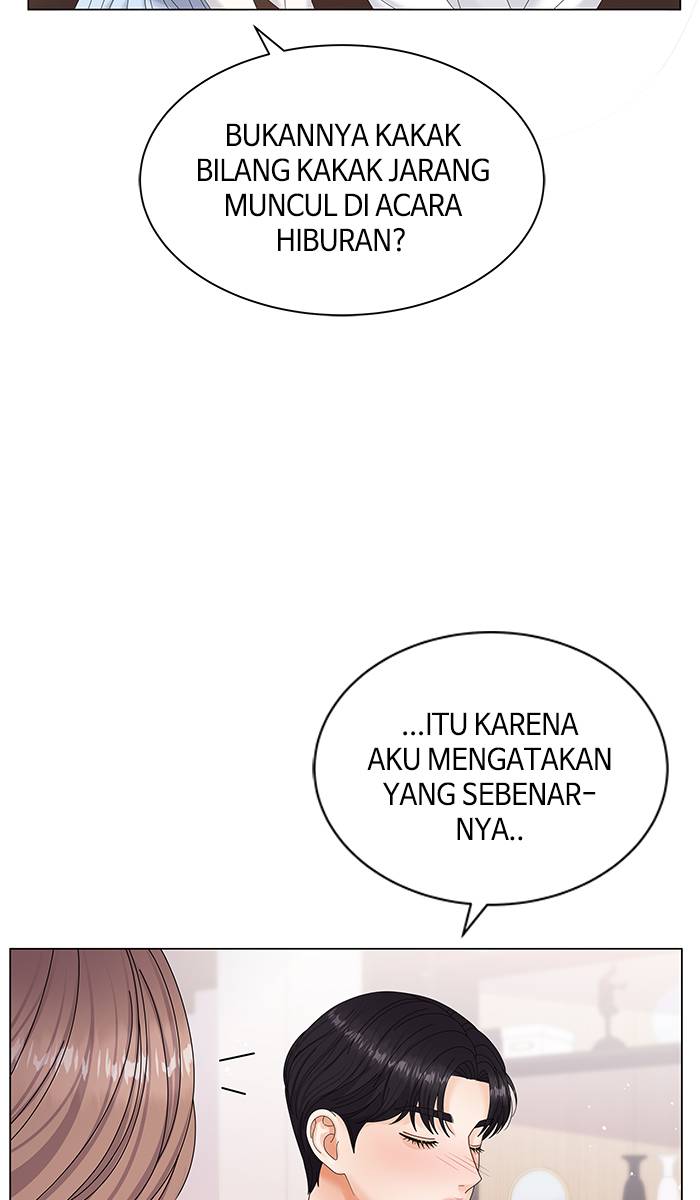 BUKANNYA KAKAK
BILANG KAKAK JARANG
MUNCUL DI ACARA
HIBURAN?
...ITU KARENA
AKU MENGATAKAN
YANG SEBENAR-
NYA..